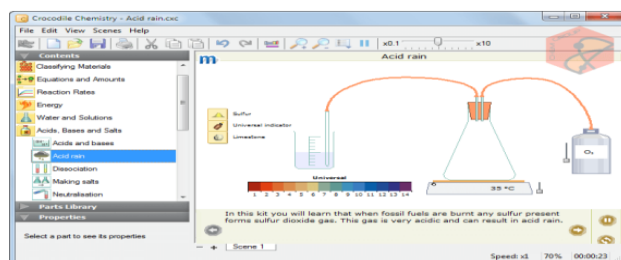 Crocodile Chemistry - Acid rain.cxc
File Edit View Scenes Help
x0.1 x10
Contents
Classifying Materials
Equations and Amounts
Reaction Rates
Energy
Water and Solutions
Acids, Bases and Salts
Acids and bases
Acid rain
Dissociation
Making salts
Neutralisation
Parts Library
Properties
Select a part to see its properties
m
Acid rain
Sulfur
Universal indicator
Limestone
O₂
Universal
1 2 3 4 5 6 7 8 9 10 11 12 13 14
35 °C
In this kit you will learn that when fossil fuels are burnt any sulfur present
forms sulfur dioxide gas. This gas is very acidic and can result in acid rain.
- + Scene 1
Speed: x1 70% 00:00:23